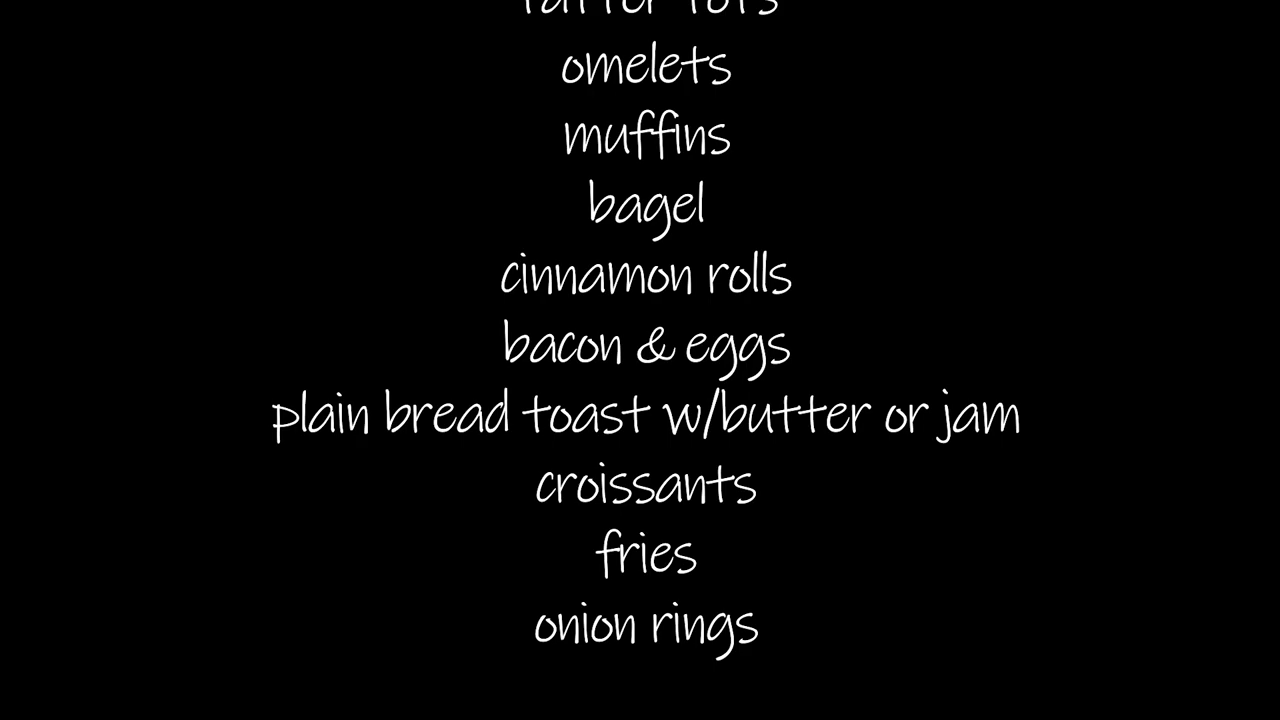 omelets
muffins
bagel
cinnamon rolls
bacon & eggs
plain bread toast w/butter or jam
croissants
fries
onion rings